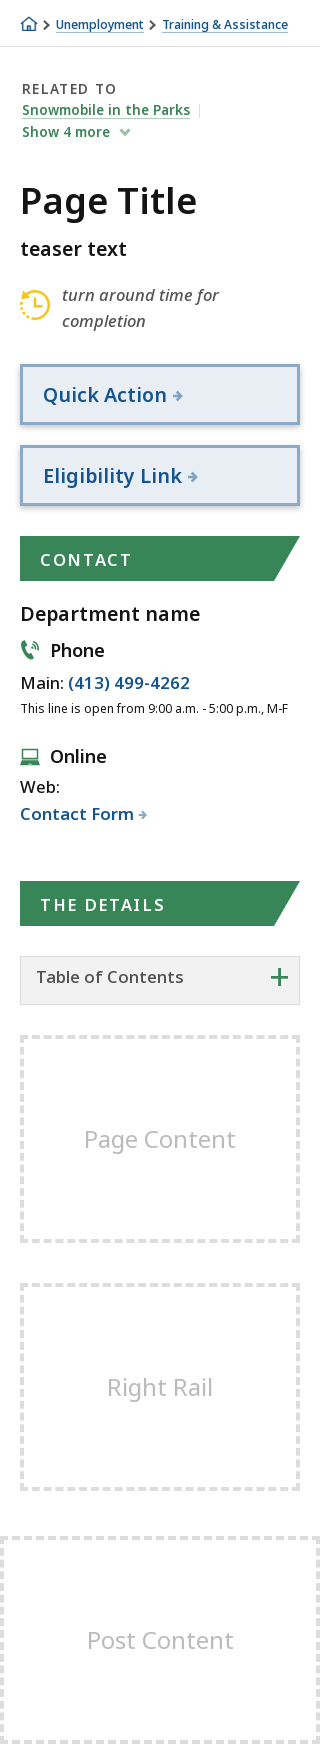 Unemployment Training & Assistance
RELATED TO
Snowmobile in the Parks
Show 4 more
Page Title
teaser text
turn around time for
completion
Quick Action
Eligibility Link
CONTACT
Department name
Phone
Main: (413) 499-4262
This line is open from 9:00 a.m. - 5:00 p.m., M-F
Online
Web:
Contact Form
THE DETAILS
Table of Contents
Page Content
Right Rail
Post Content